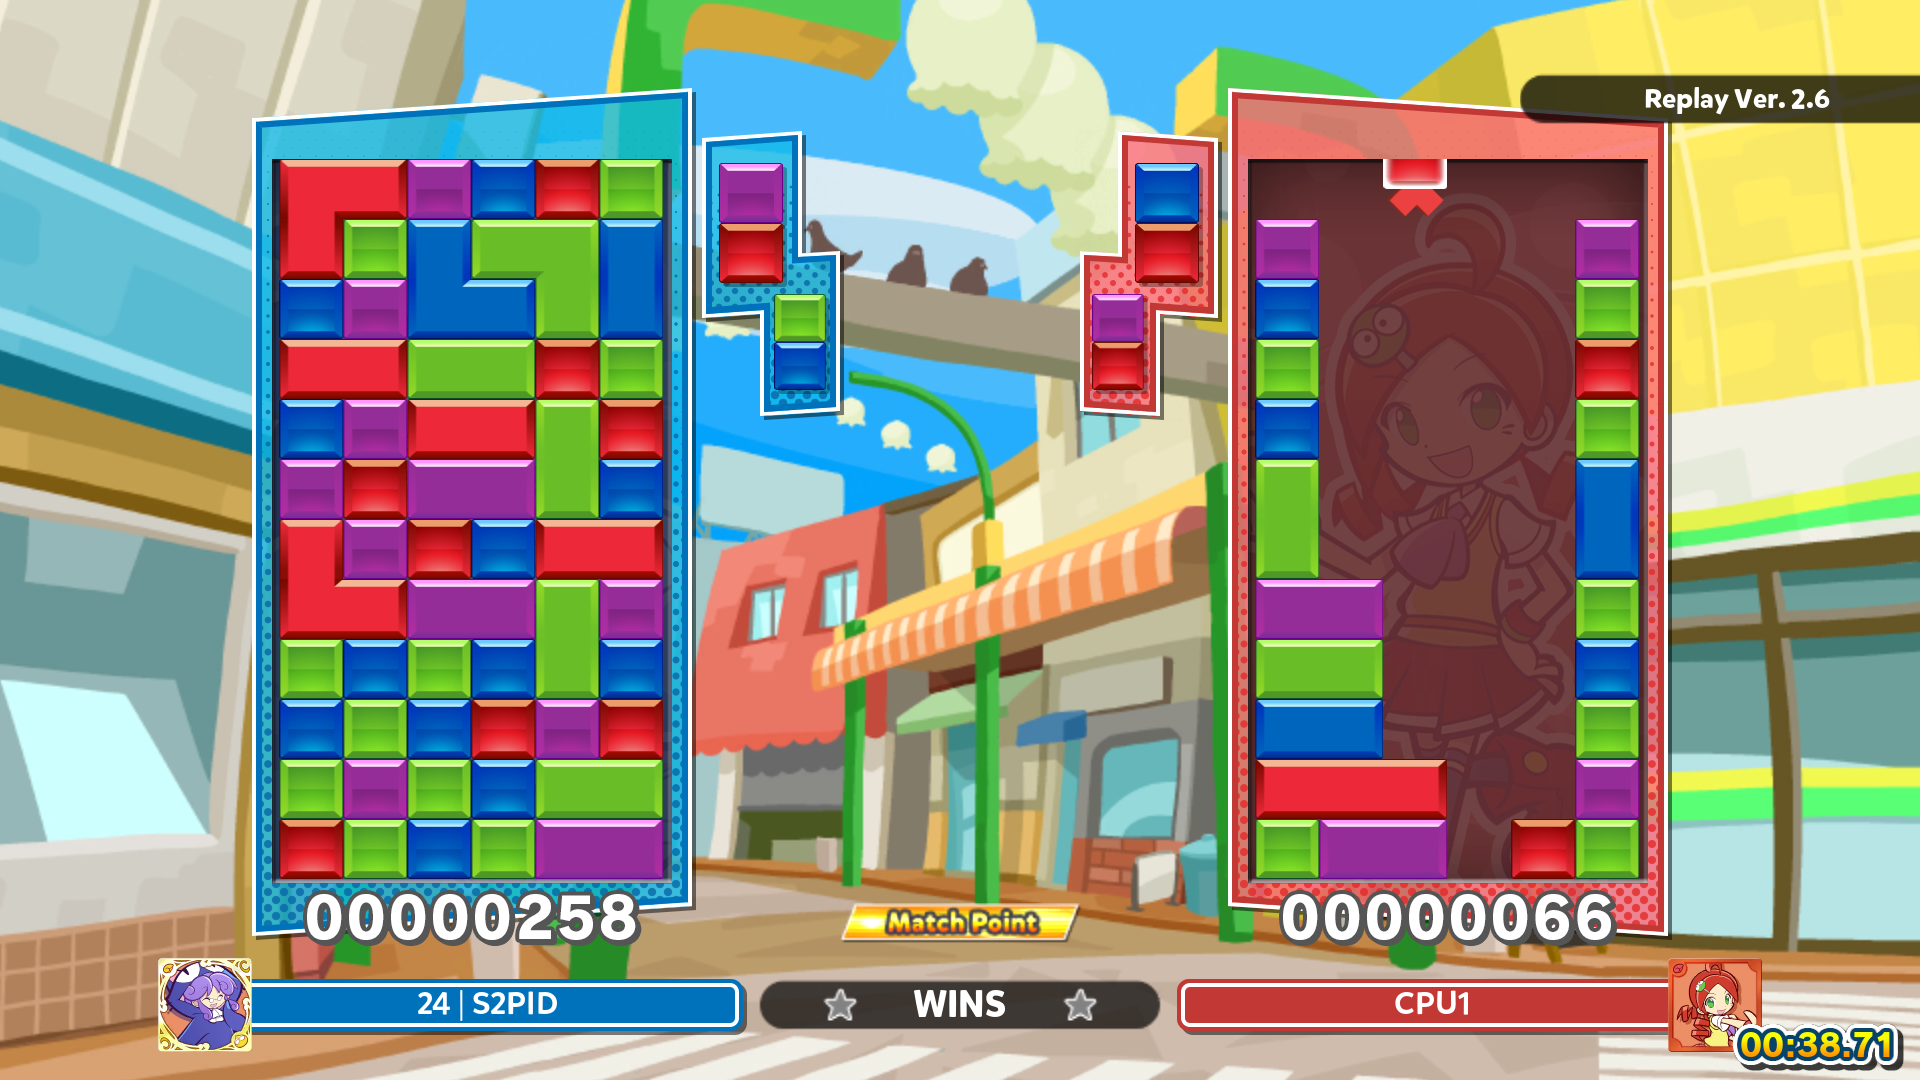 Replay Ver. 2.6
00000258
Match Point
00000066
24 | S2PID
WINS
CPU1
00:38.71